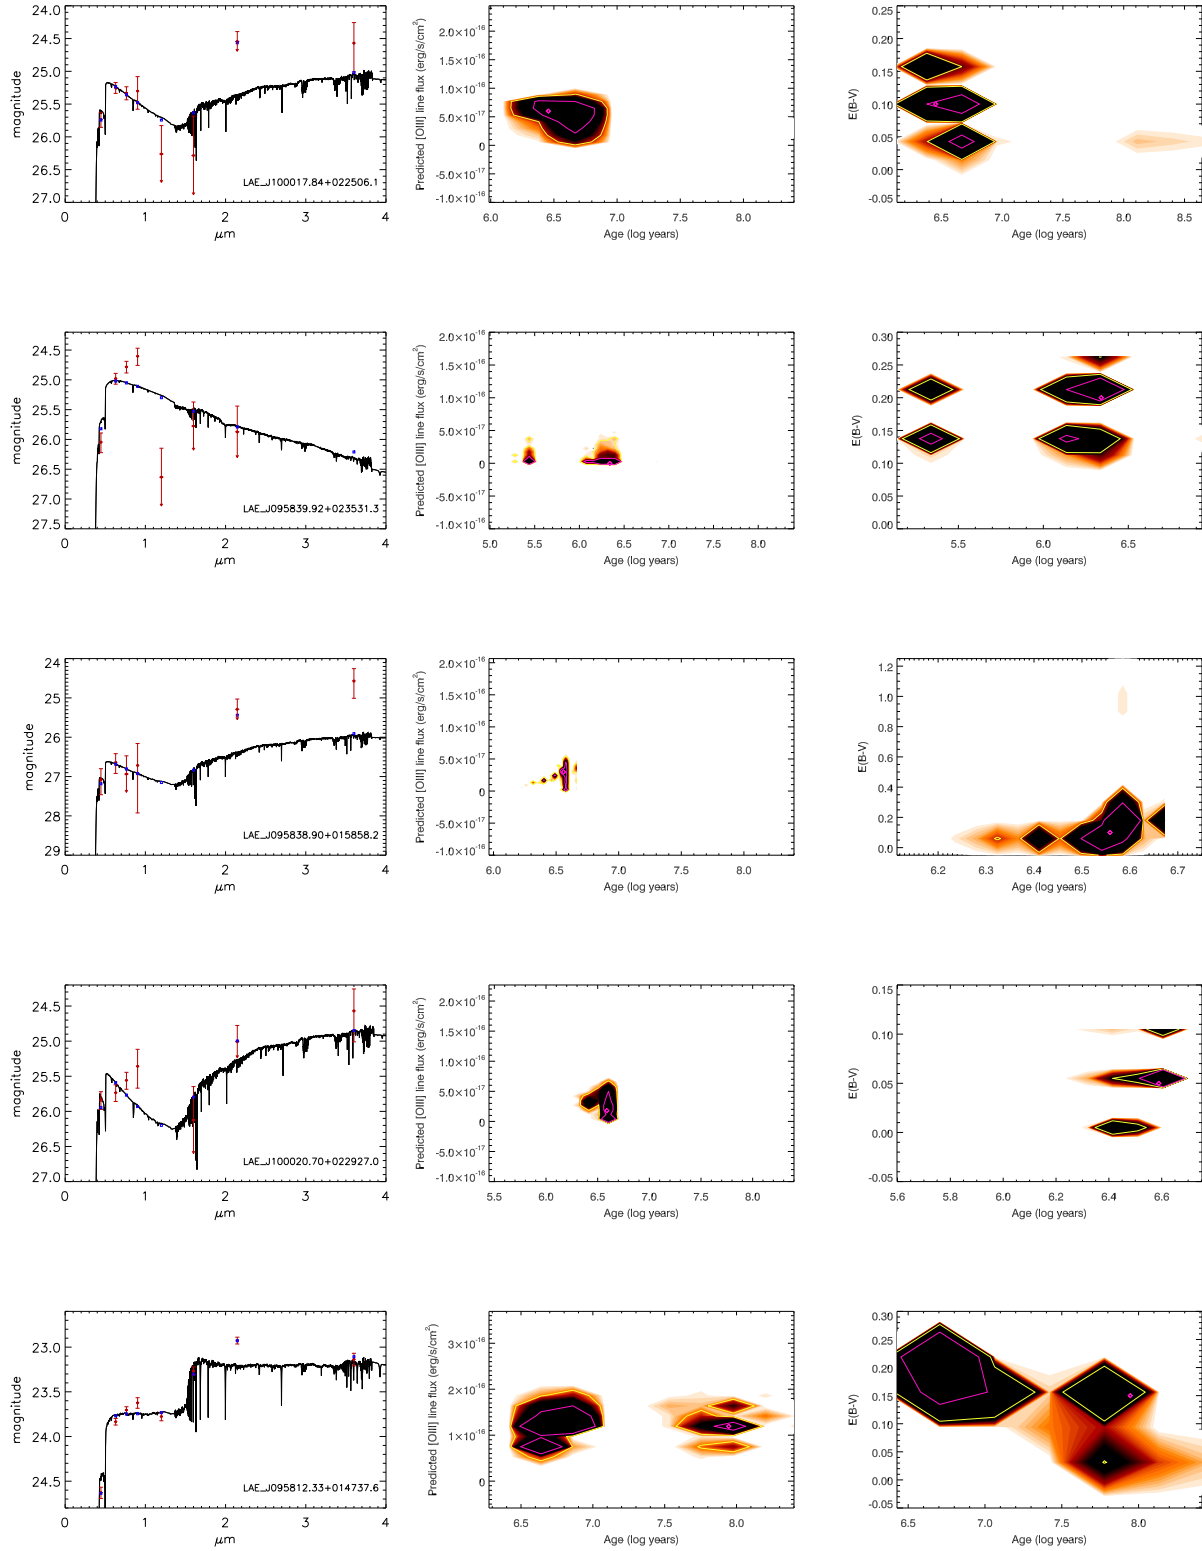 24.0
24.5
25.0
25.5
26.0
26.5
27.0
magnitude
LAE_J100017.84+022506.1
0 1 2 3 4
μm
Predicted [OIII] line flux (erg/s/cm²)
2.0×10⁻¹⁶
1.5×10⁻¹⁶
1.0×10⁻¹⁶
5.0×10⁻¹⁷
0
-5.0×10⁻¹⁷
-1.0×10⁻¹⁶
6.0 6.5 7.0 7.5 8.0
Age (log years)
E(B-V)
0.25
0.20
0.15
0.10
0.05
0.00
-0.05
6.5 7.0 7.5 8.0 8.5
Age (log years)
24.5
25.0
25.5
26.0
26.5
27.0
27.5
magnitude
LAE_J095839.92+023531.3
0 1 2 3 4
μm
Predicted [OIII] line flux (erg/s/cm²)
2.0×10⁻¹⁶
1.5×10⁻¹⁶
1.0×10⁻¹⁶
5.0×10⁻¹⁷
0
-5.0×10⁻¹⁷
-1.0×10⁻¹⁶
5.0 5.5 6.0 6.5 7.0 7.5 8.0
Age (log years)
E(B-V)
0.30
0.25
0.20
0.15
0.10
0.05
0.00
5.5 6.0 6.5
Age (log years)
24
25
26
27
28
29
magnitude
LAE_J095838.90+015858.2
0 1 2 3 4
μm
Predicted [OIII] line flux (erg/s/cm²)
2.0×10⁻¹⁶
1.5×10⁻¹⁶
1.0×10⁻¹⁶
5.0×10⁻¹⁷
0
-5.0×10⁻¹⁷
-1.0×10⁻¹⁶
6.0 6.5 7.0 7.5 8.0
Age (log years)
E(B-V)
1.2
1.0
0.8
0.6
0.4
0.2
0.0
6.2 6.3 6.4 6.5 6.6 6.7
Age (log years)
24.5
25.0
25.5
26.0
26.5
27.0
magnitude
LAE_J100020.70+022927.0
0 1 2 3 4
μm
Predicted [OIII] line flux (erg/s/cm²)
2.0×10⁻¹⁶
1.5×10⁻¹⁶
1.0×10⁻¹⁶
5.0×10⁻¹⁷
0
-5.0×10⁻¹⁷
-1.0×10⁻¹⁶
5.5 6.0 6.5 7.0 7.5 8.0
Age (log years)
E(B-V)
0.15
0.10
0.05
0.00
-0.05
5.6 5.8 6.0 6.2 6.4 6.6
Age (log years)
23.0
23.5
24.0
24.5
magnitude
LAE_J095812.33+014737.6
0 1 2 3 4
μm
Predicted [OIII] line flux (erg/s/cm²)
3×10⁻¹⁶
2×10⁻¹⁶
1×10⁻¹⁶
0
6.5 7.0 7.5 8.0
Age (log years)
E(B-V)
0.30
0.25
0.20
0.15
0.10
0.05
0.00
-0.05
6.5 7.0 7.5 8.0
Age (log years)